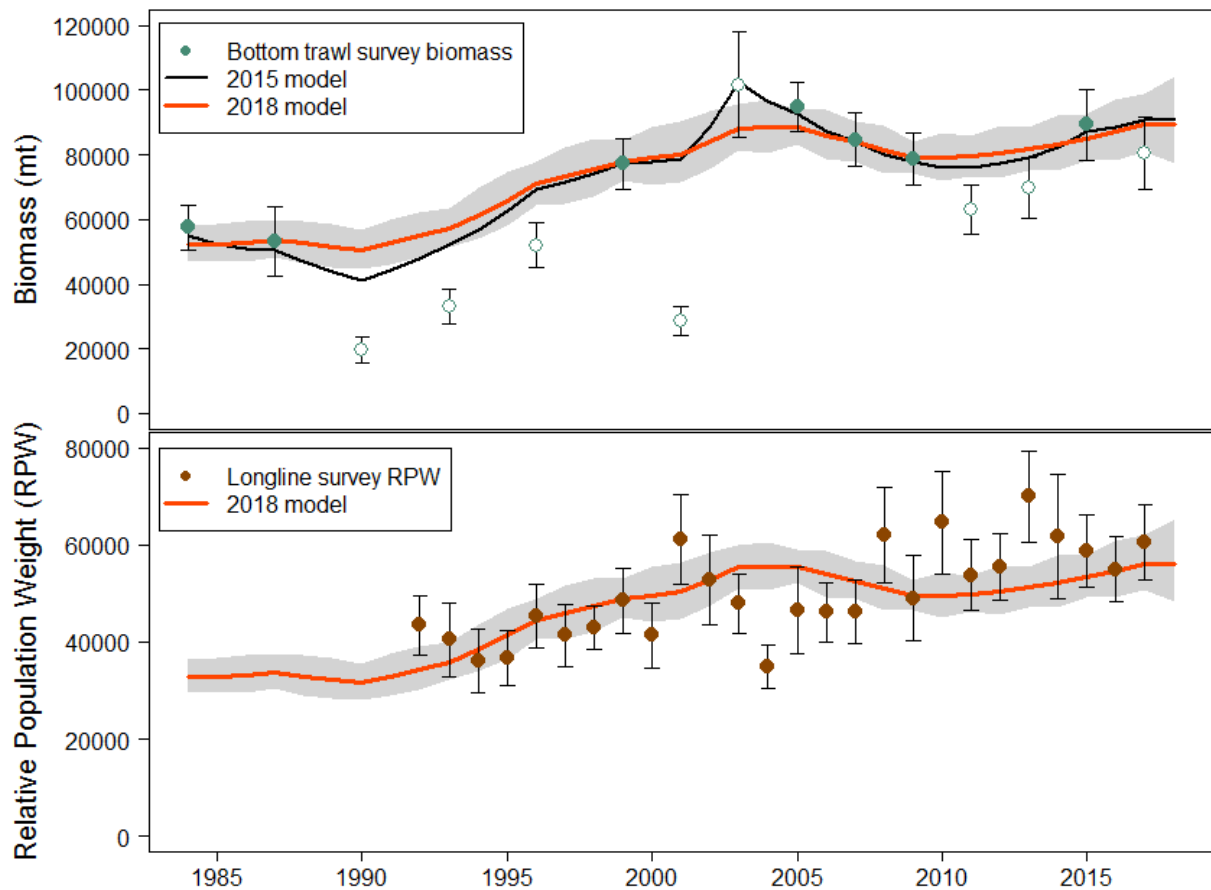 Bottom trawl survey biomass
2015 model
2018 model
Biomass (mt)
120000
100000
80000
60000
40000
20000
0
Longline survey RPW
2018 model
Relative Population Weight (RPW)
80000
60000
40000
20000
0
1985 1990 1995 2000 2005 2010 2015